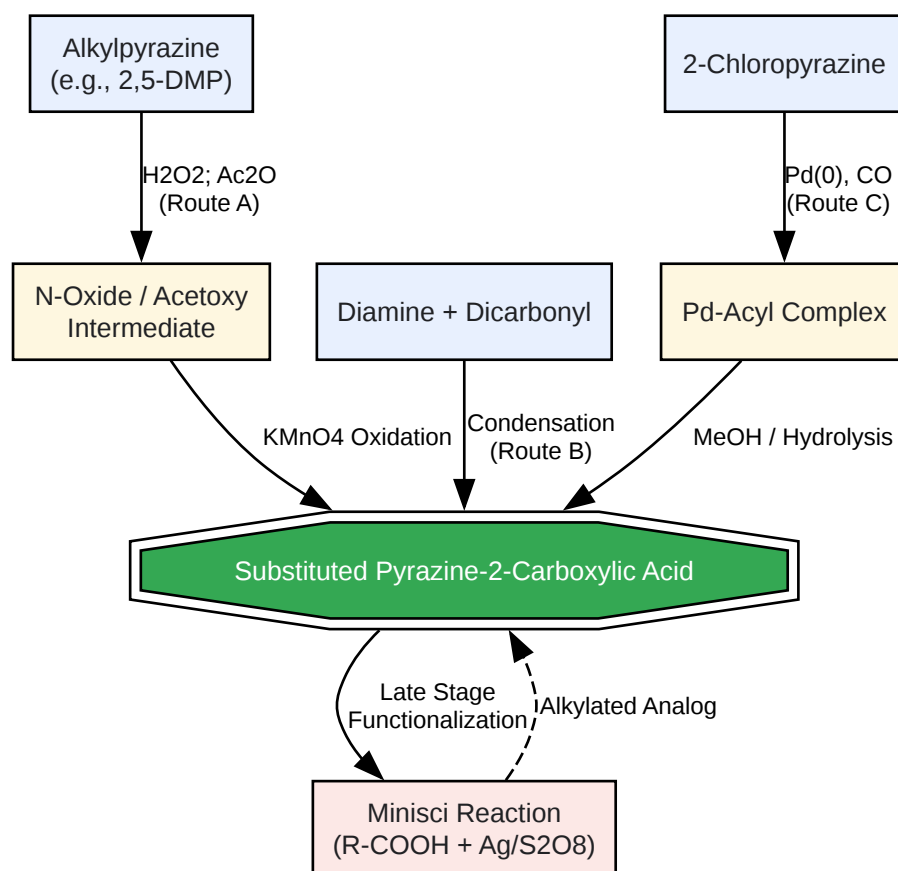 Alkylpyrazine
(e.g., 2,5-DMP)
2-Chloropyrazine
H2O2; Ac2O
(Route A)
Pd(0), CO
(Route C)
N-Oxide / Acetoxy
Intermediate
Diamine + Dicarbonyl
Pd-Acyl Complex
KMnO4 Oxidation
Condensation
(Route B)
MeOH / Hydrolysis
Substituted Pyrazine-2-Carboxylic Acid
Late Stage
Functionalization
Alkylated Analog
Minisci Reaction
(R-COOH + Ag/S2O8)